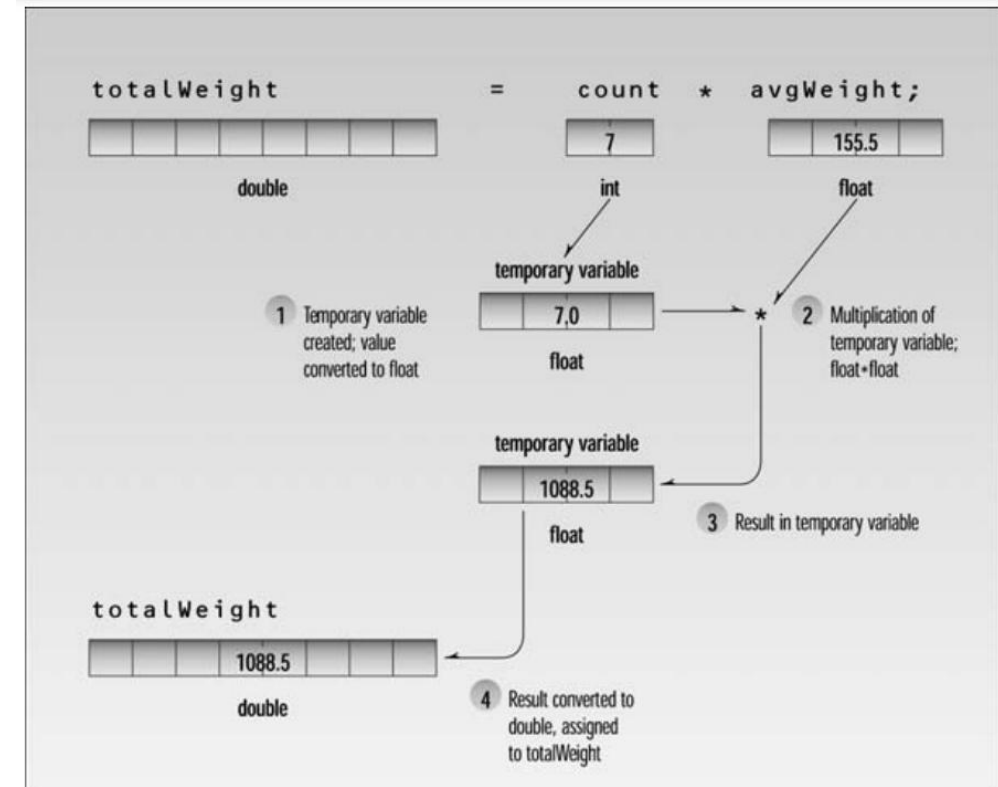 totalWeight = count * avgWeight;
7 155.5
double int float
temporary variable
1 Temporary variable
created; value
converted to float
7.0
float
*
2 Multiplication of
temporary variable;
float*float
temporary variable
1088.5
float
3 Result in temporary variable
totalWeight
1088.5
double
4 Result converted to
double, assigned
to totalWeight